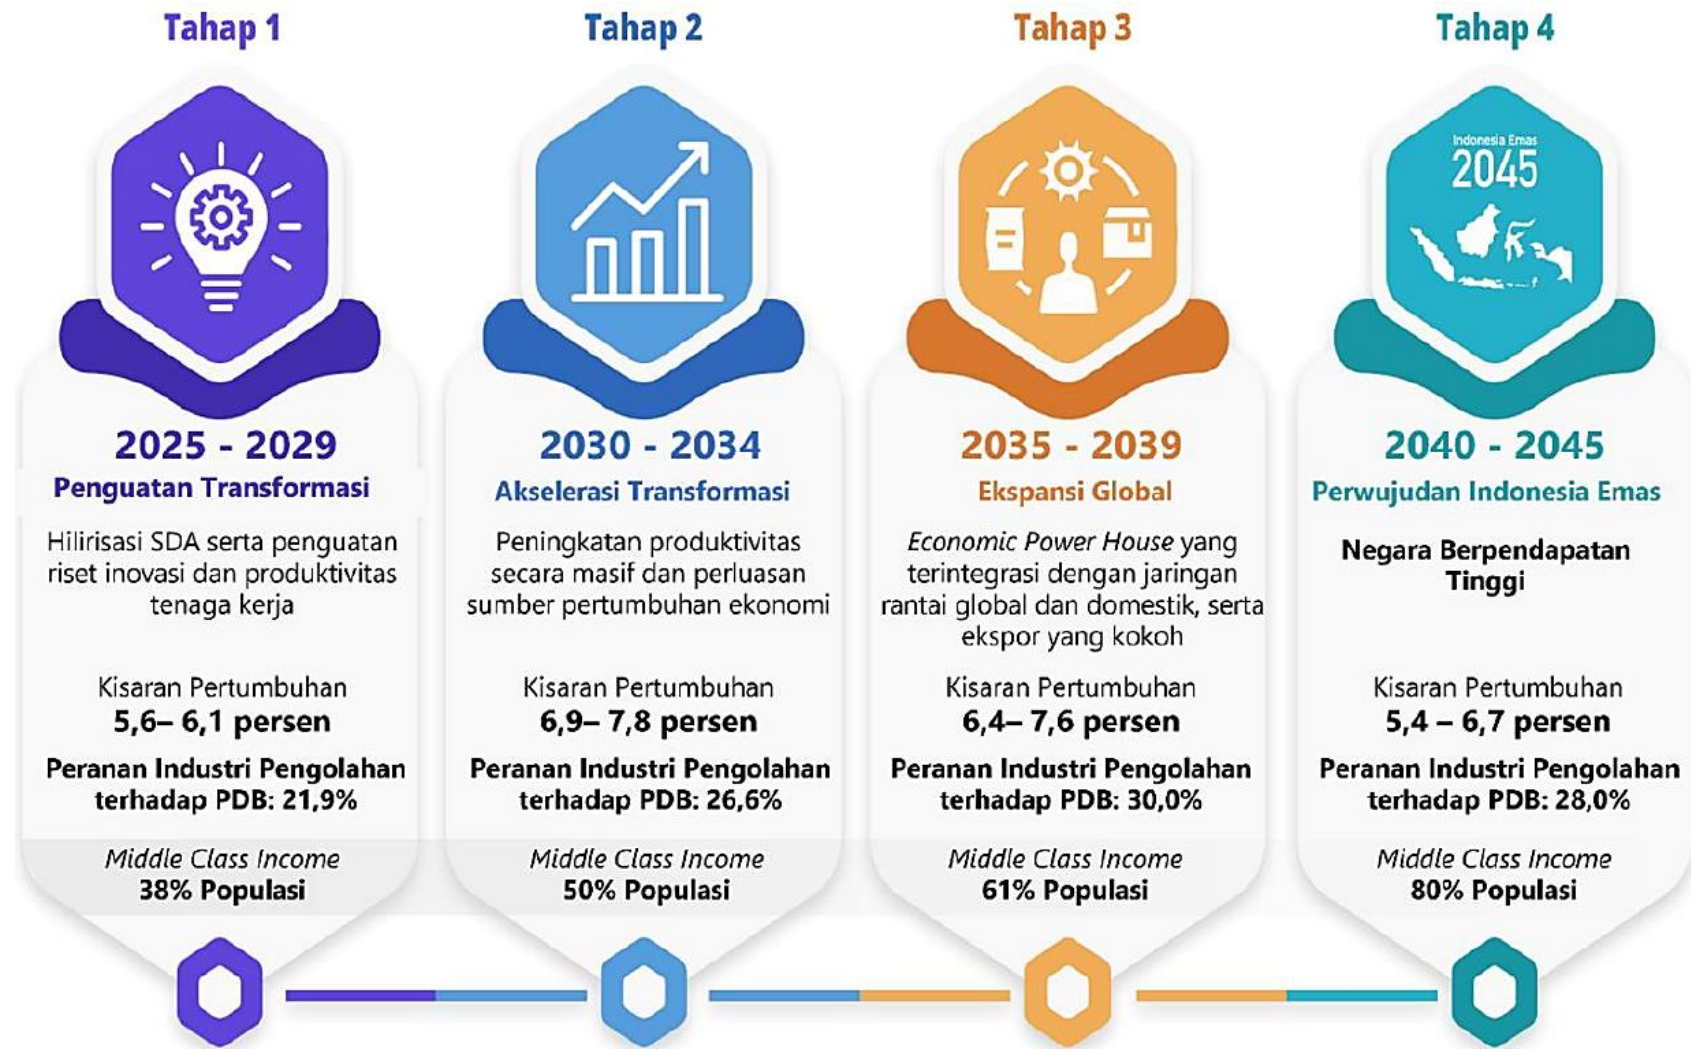 Tahap 1
Indonesia Emas
2045
2025 - 2029
Penguatan Transformasi
Hilirisasi SDA serta penguatan
riset inovasi dan produktivitas
tenaga kerja
Kisaran Pertumbuhan
5,6– 6,1 persen
Peranan Industri Pengolahan
terhadap PDB: 21,9%
Middle Class Income
38% Populasi
Tahap 2
2030 - 2034
Akselerasi Transformasi
Peningkatan produktivitas
secara masif dan perluasan
sumber pertumbuhan ekonomi
Kisaran Pertumbuhan
6,9– 7,8 persen
Peranan Industri Pengolahan
terhadap PDB: 26,6%
Middle Class Income
50% Populasi
Tahap 3
2035 - 2039
Ekspansi Global
Economic Power House yang
terintegrasi dengan jaringan
rantai global dan domestik, serta
ekspor yang kokoh
Kisaran Pertumbuhan
6,4– 7,6 persen
Peranan Industri Pengolahan
terhadap PDB: 30,0%
Middle Class Income
61% Populasi
Tahap 4
2040 - 2045
Perwujudan Indonesia Emas
Negara Berpendapatan
Tinggi
Kisaran Pertumbuhan
5,4 – 6,7 persen
Peranan Industri Pengolahan
terhadap PDB: 28,0%
Middle Class Income
80% Populasi